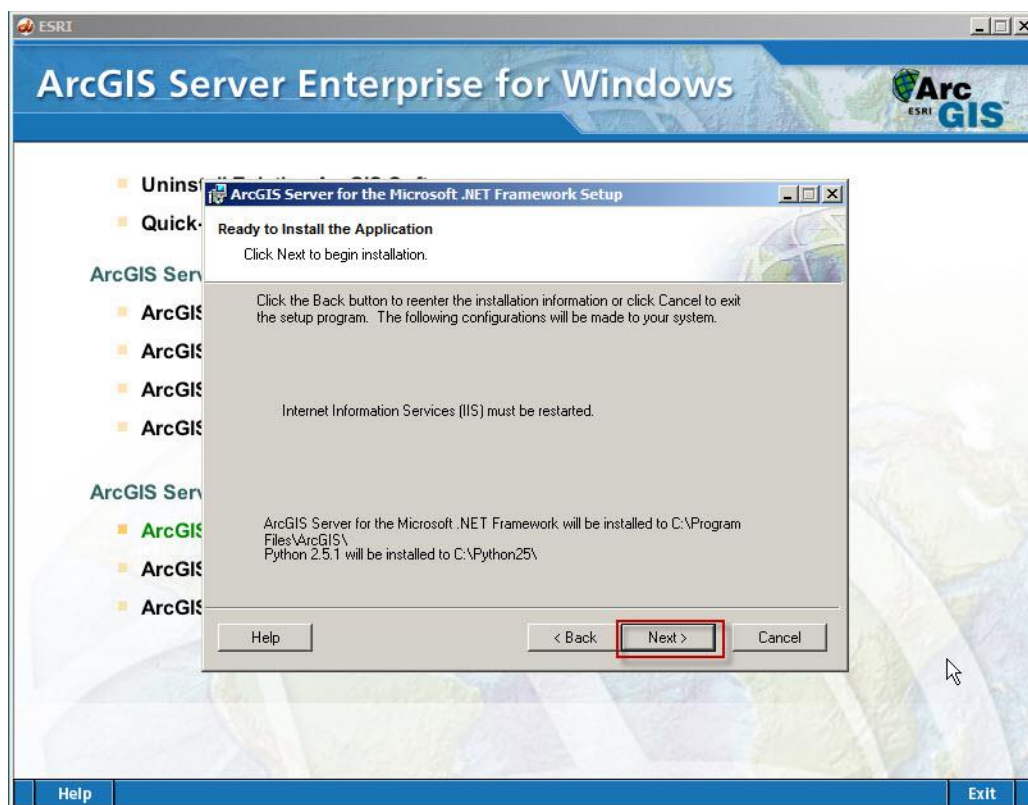 ESRI
ArcGIS Server Enterprise for Windows
Arc
ESRI GIS
ArcGIS Server for the Microsoft .NET Framework Setup
Quick-
Ready to Install the Application
Click Next to begin installation.
ArcGIS Serv
Click the Back button to reenter the installation information or click Cancel to exit
the setup program. The following configurations will be made to your system.
ArcGIS
ArcGIS
ArcGIS
Internet Information Services (IIS) must be restarted.
ArcGIS
ArcGIS Serv
ArcGIS Server for the Microsoft .NET Framework will be installed to C:\Program
Files\ArcGIS\
Python 2.5.1 will be installed to C:\Python25\
ArcGIS
ArcGIS
ArcGIS
Help
< Back
Next >
Cancel
Help
Exit